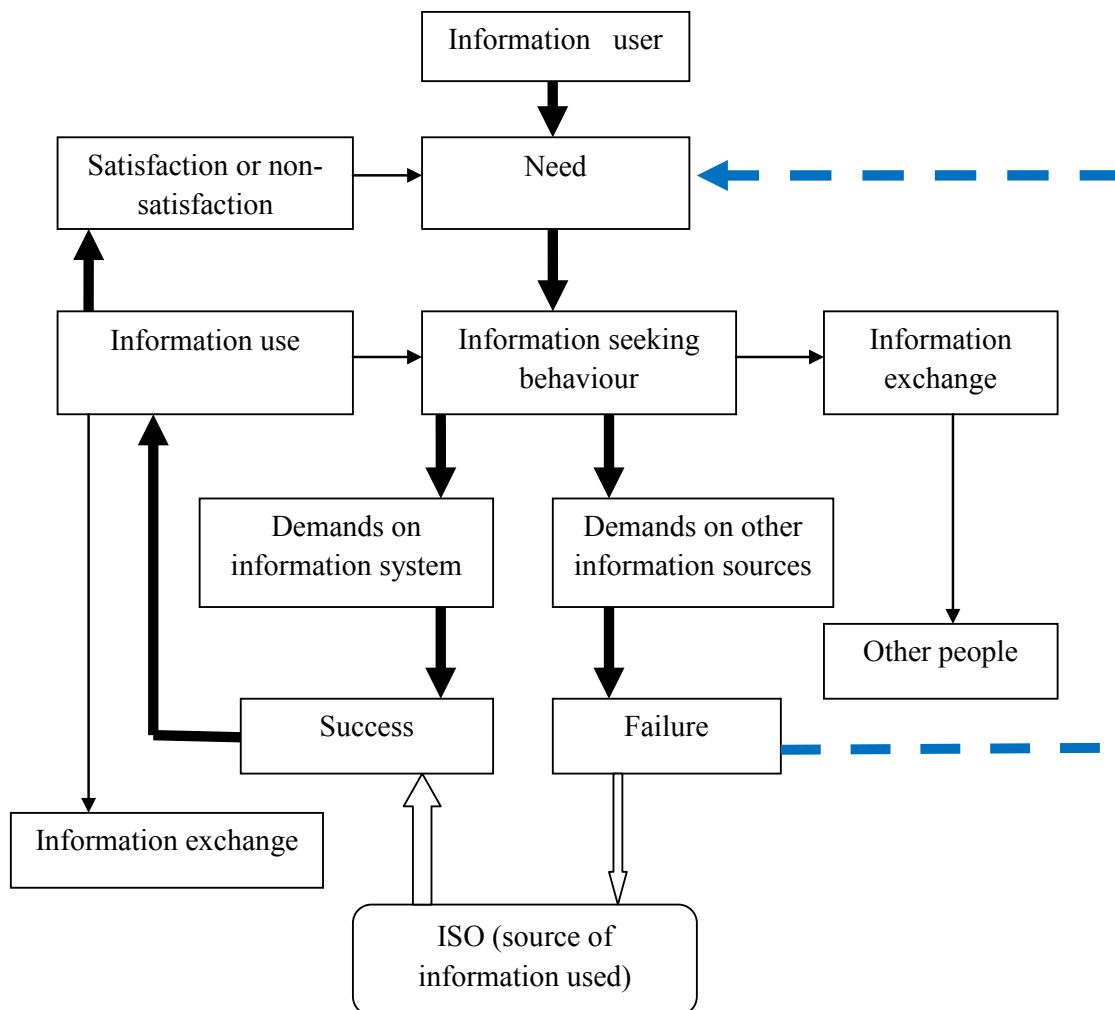 Information user
Satisfaction or non-
satisfaction
Need
Information use
Information seeking
behaviour
Information
exchange
Demands on
information system
Demands on other
information sources
Other people
Success
Failure
Information exchange
ISO (source of
information used)